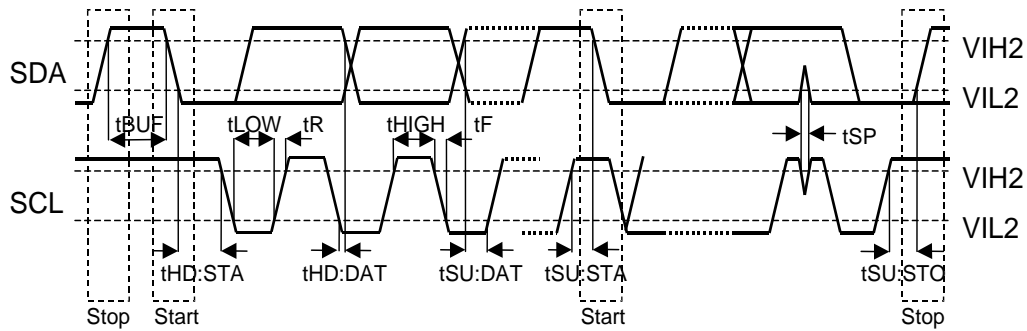 VIH2
SDA
VIL2
tBUF
tLOW
tR
tHIGH
tF
tSP
VIH2
SCL
VIL2
tHD:STA
tHD:DAT
tSU:DAT
tSU:STA
tSU:STO
Stop
Start
Start
Stop